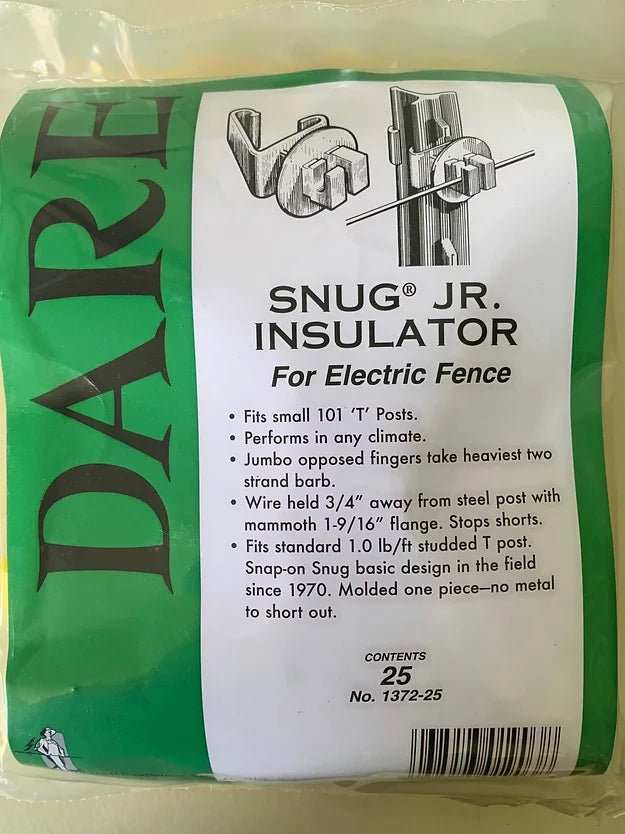 DARE
SNUG® JR.
INSULATOR
For Electric Fence
• Fits small 101 ‘T’ Posts.
• Performs in any climate.
• Jumbo opposed fingers take heaviest two
strand barb.
• Wire held 3/4” away from steel post with
mammoth 1-9/16” flange. Stops shorts.
• Fits standard 1.0 lb/ft studded T post.
Snap-on Snug basic design in the field
since 1970. Molded one piece—no metal
to short out.
CONTENTS
25
No. 1372-25